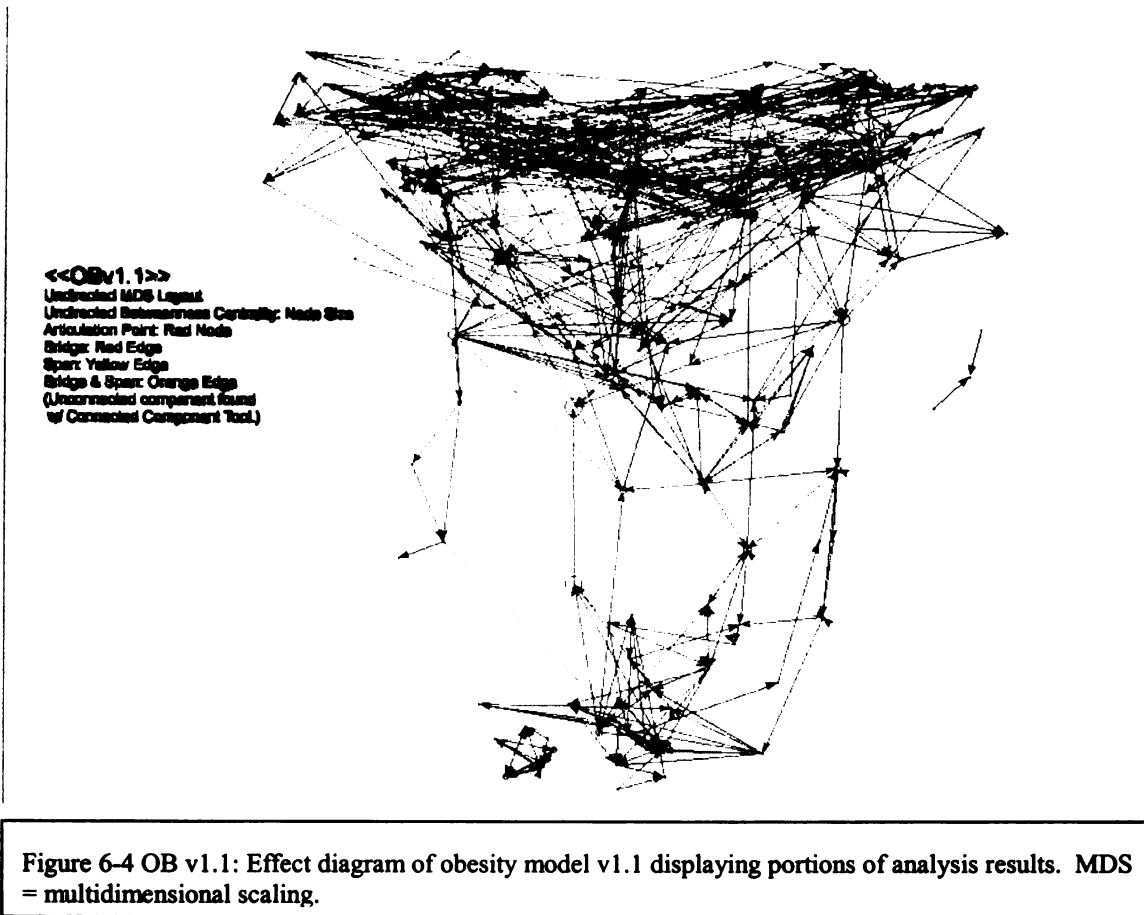 <<OBv1.1>>
Undirected MDS Layout
Undirected Betweenness Centrality: Node Size
Articulation Point: Red Node
Bridge: Red Edge
Span: Yellow Edge
Bridge & Span: Orange Edge
(Unconnected component found
w/ Connected Component Tool.)
Figure 6-4 OB v1.1: Effect diagram of obesity model v1.1 displaying portions of analysis results. MDS
= multidimensional scaling.